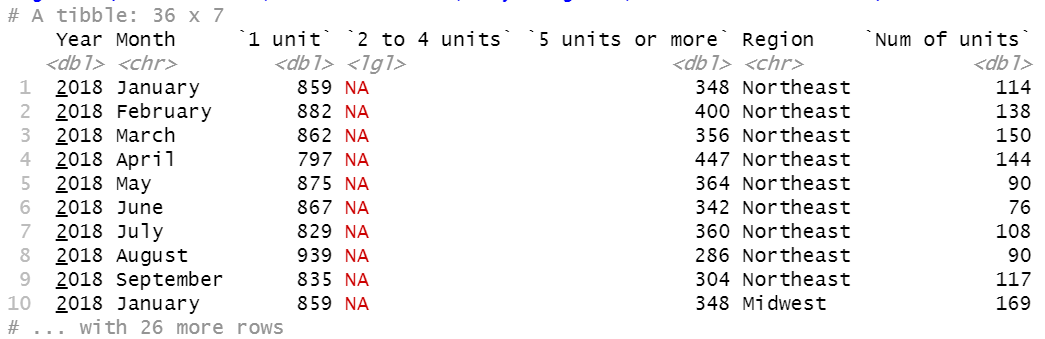 # A tibble: 36 x 7
Year Month `1 unit` `2 to 4 units` `5 units or more` Region `Num of units`
<dbl> <chr> <dbl> <lgl> <dbl> <chr> <dbl>
1 2018 January 859 NA 348 Northeast 114
2 2018 February 882 NA 400 Northeast 138
3 2018 March 862 NA 356 Northeast 150
4 2018 April 797 NA 447 Northeast 144
5 2018 May 875 NA 364 Northeast 90
6 2018 June 867 NA 342 Northeast 76
7 2018 July 829 NA 360 Northeast 108
8 2018 August 939 NA 286 Northeast 90
9 2018 September 835 NA 304 Northeast 117
10 2018 January 859 NA 348 Midwest 169
# ... with 26 more rows